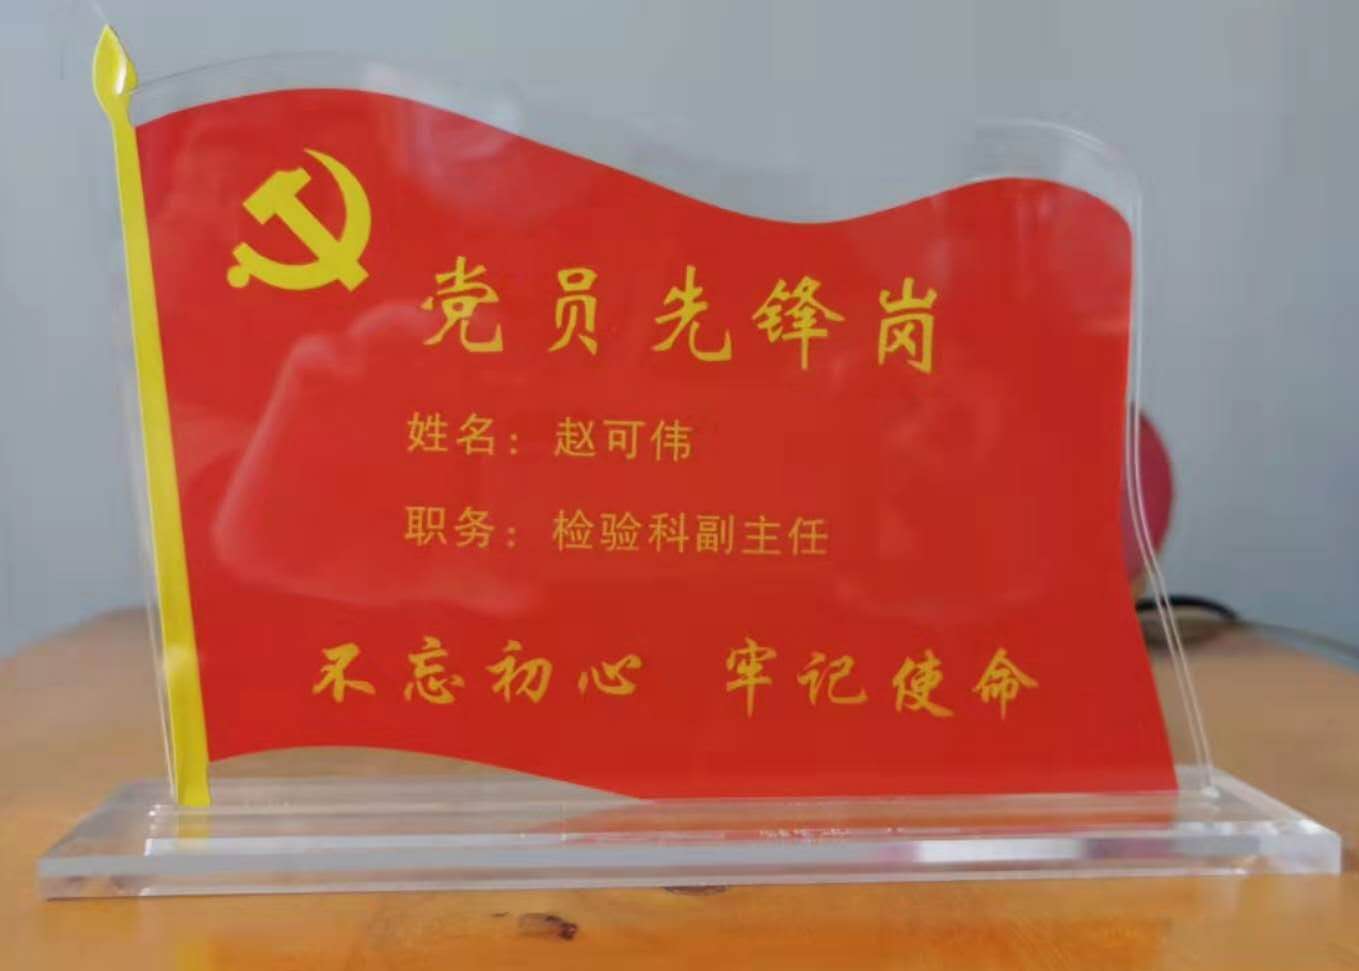 党员先锋岗
姓名：赵可伟
职务：检验科副主任
不忘初心 牢记使命